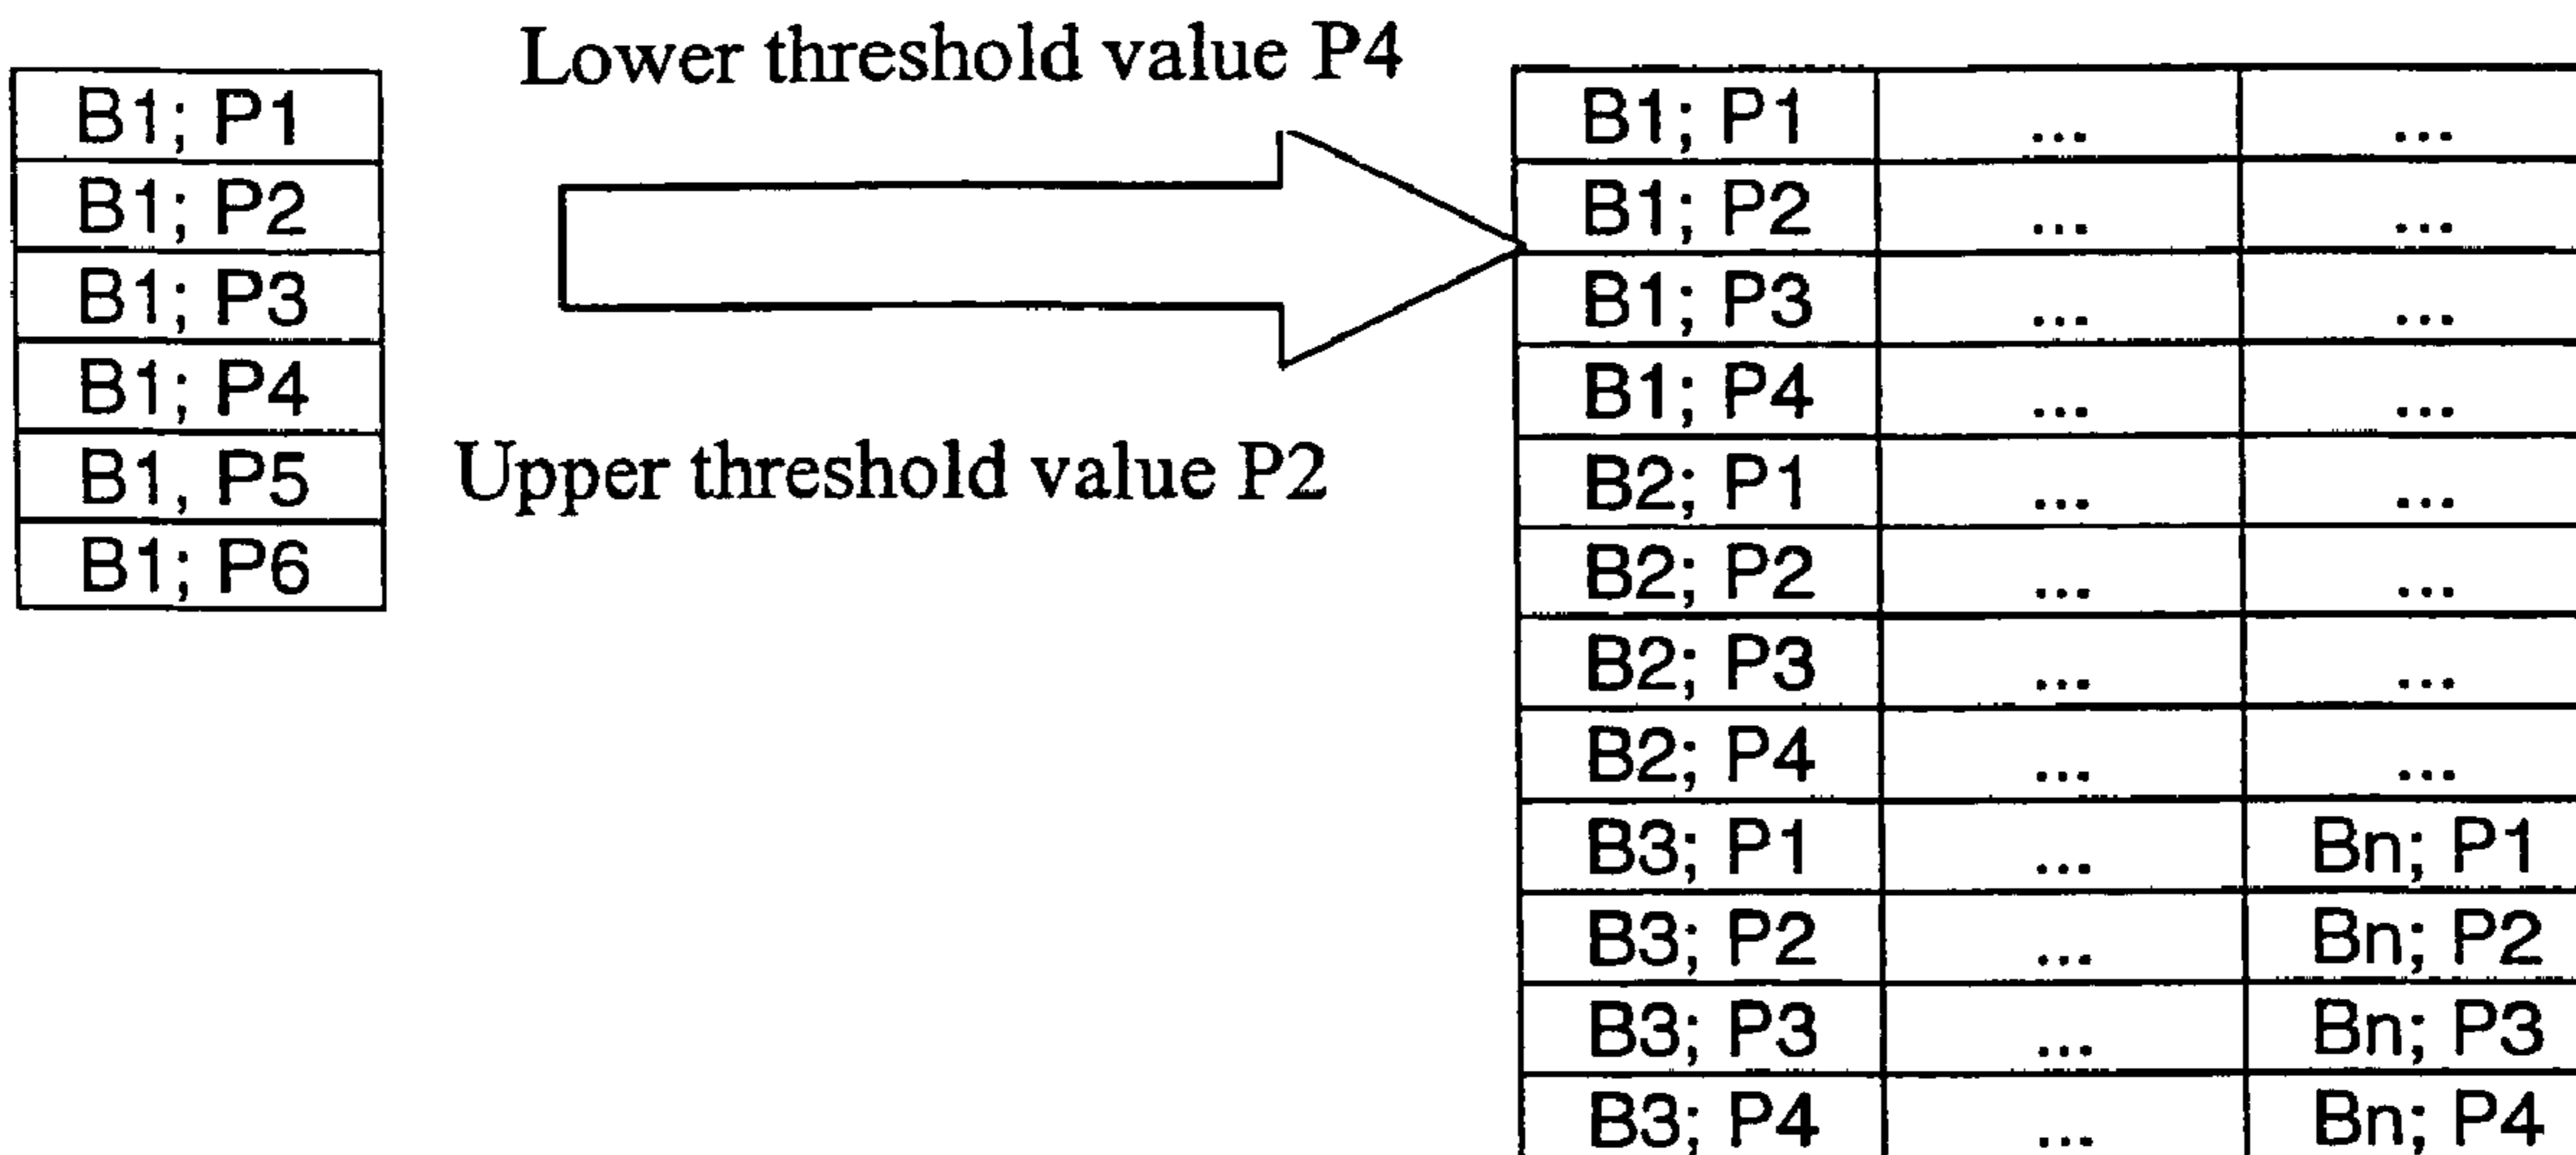 B1; P1
B1; P2
B1; P3
B1; P4
B1, P5
B1; P6
Lower threshold value P4
Upper threshold value P2
B1; P1 ... ...
B1; P2 ... ...
B1; P3 ... ...
B1; P4 ... ...
B2; P1 ... ...
B2; P2 ... ...
B2; P3 ... ...
B2; P4 ... ...
B3; P1 ... Bn; P1
B3; P2 ... Bn; P2
B3; P3 ... Bn; P3
B3; P4 ... Bn; P4